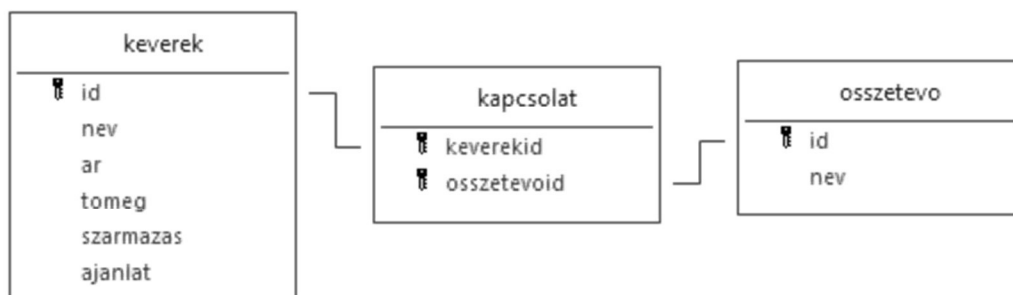 keverek
id
nev
ar
tomeg
szarmazas
ajanlat
kapcsolat
keverekid
osszetevoid
osszetevo
id
nev